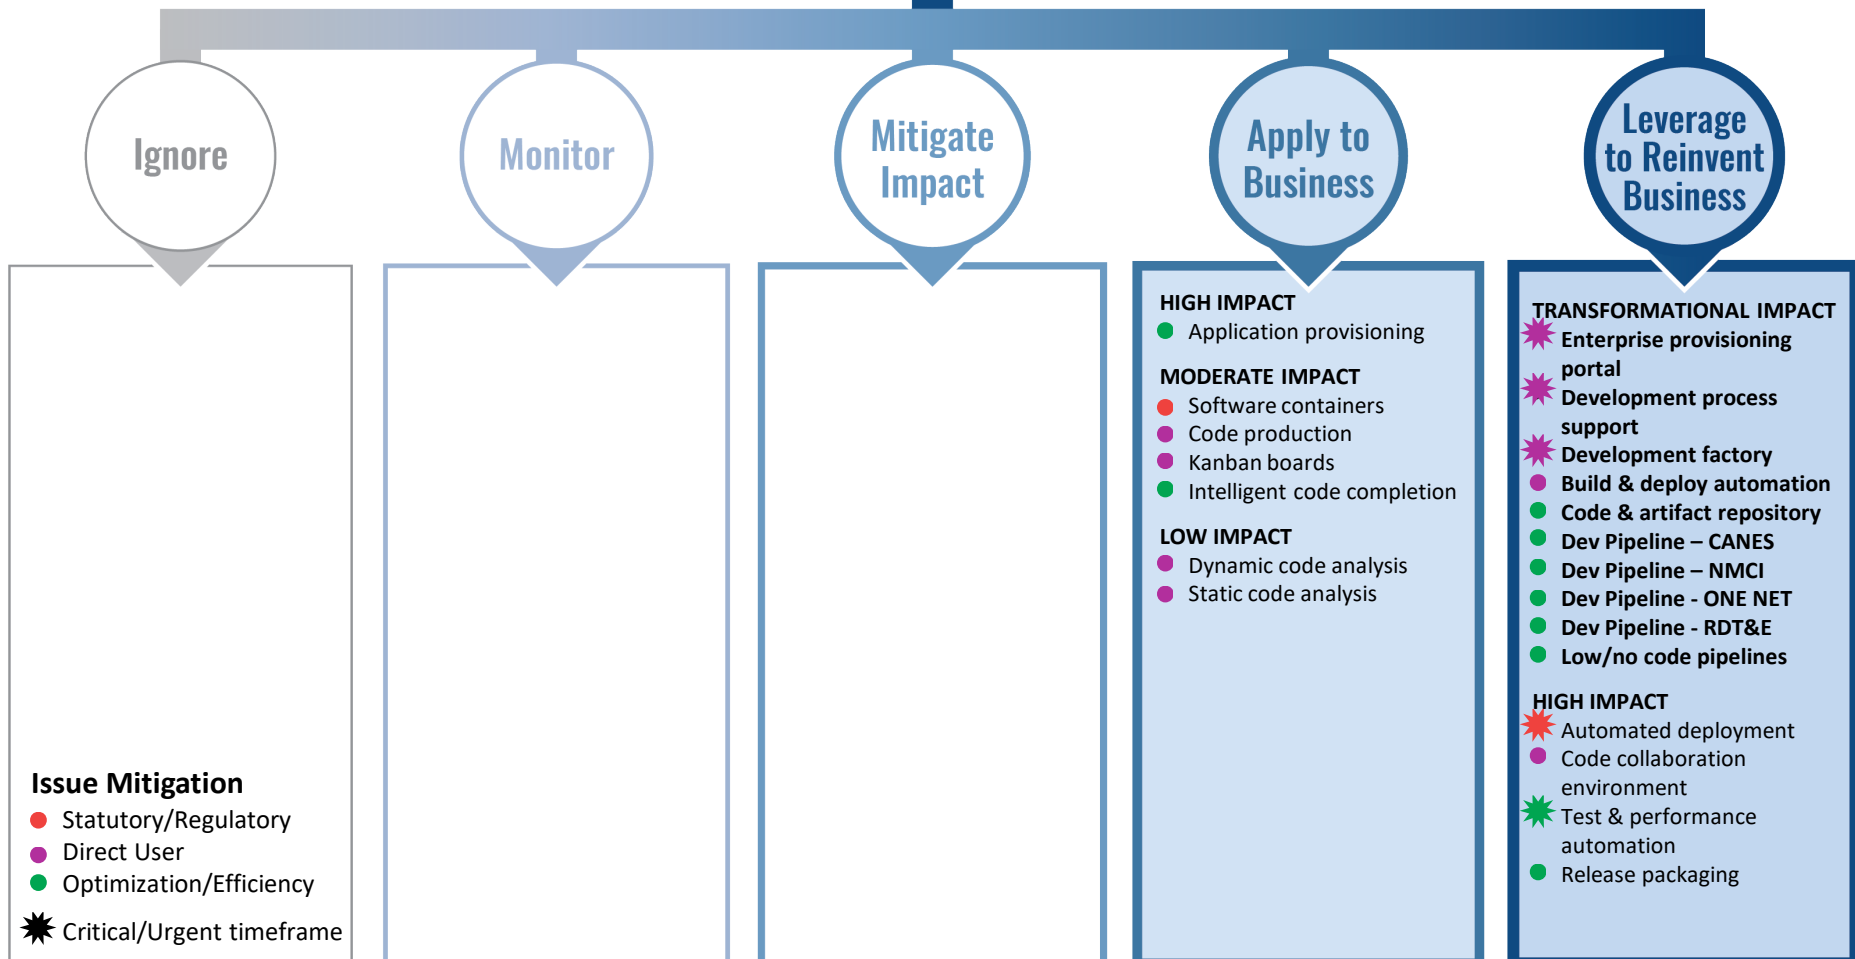 Ignore
Monitor
Mitigate
Impact
Apply to
Business
Leverage
to Reinvent
Business
Issue Mitigation
Statutory/Regulatory
Direct User
Optimization/Efficiency
Critical/Urgent timeframe
HIGH IMPACT
Application provisioning
MODERATE IMPACT
Software containers
Code production
Kanban boards
Intelligent code completion
LOW IMPACT
Dynamic code analysis
Static code analysis
TRANSFORMATIONAL IMPACT
Enterprise provisioning
portal
Development process
support
Development factory
Build & deploy automation
Code & artifact repository
Dev Pipeline – CANES
Dev Pipeline – NMCI
Dev Pipeline - ONE NET
Dev Pipeline - RDT&E
Low/no code pipelines
HIGH IMPACT
Automated deployment
Code collaboration
environment
Test & performance
automation
Release packaging